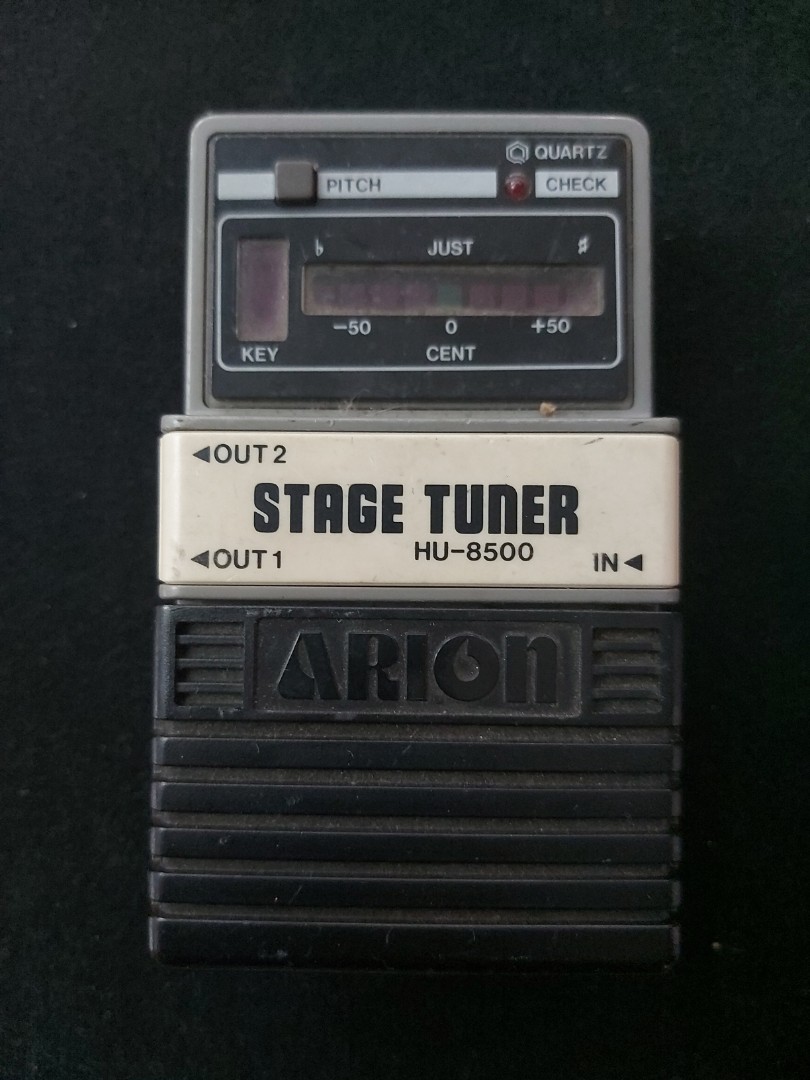 QUARTZ
PITCH CHECK
♭ JUST ♯
−50 0 +50
KEY CENT
◀OUT 2
STAGE TUNER
HU-8500
◀OUT 1 IN◀
ARION